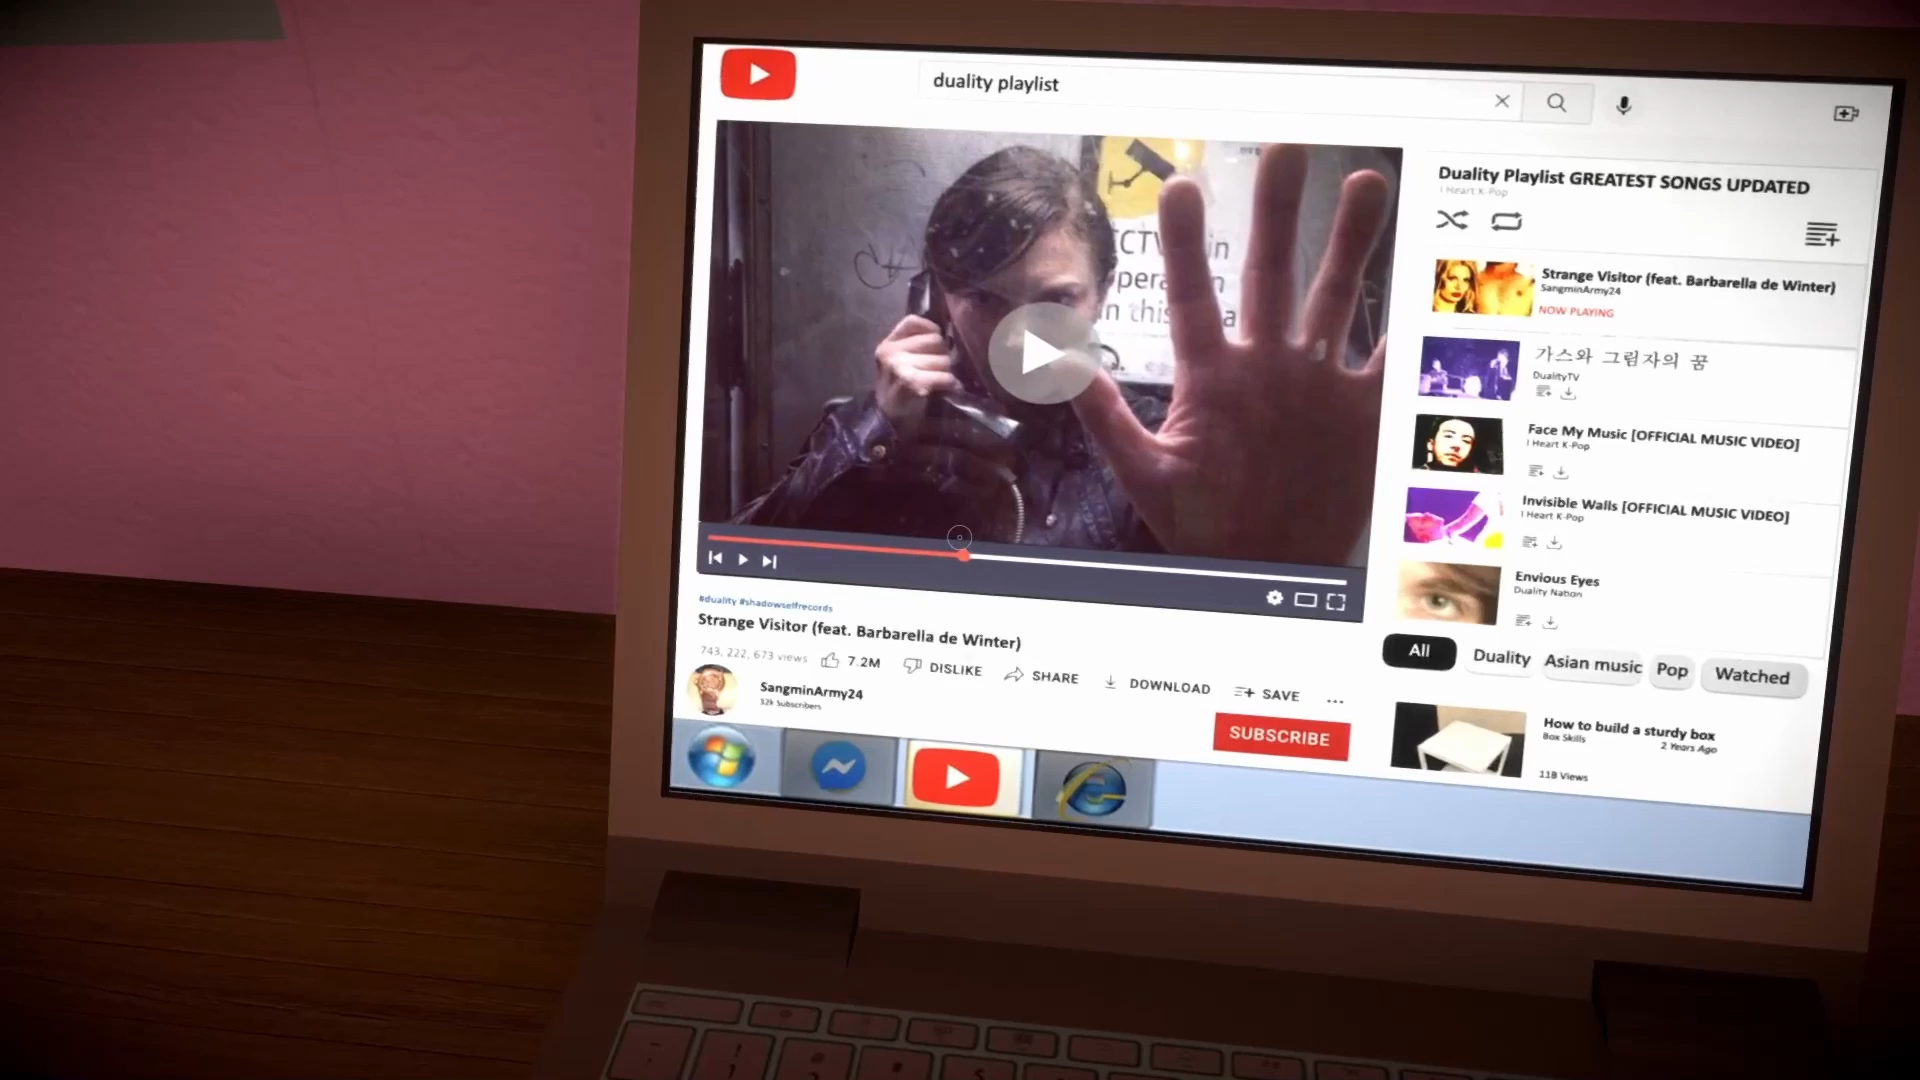 duality playlist
CCTV in
opera n
in this a
Duality Playlist GREATEST SONGS UPDATED
I Heart K-Pop
Strange Visitor (feat. Barbarella de Winter)
SangminArmy24
NOW PLAYING
가스와 그림자의 꿈
DualityTV
Face My Music [OFFICIAL MUSIC VIDEO]
I Heart K-Pop
Invisible Walls [OFFICIAL MUSIC VIDEO]
I Heart K-Pop
Envious Eyes
Duality Nation
#duality #shadowselfrecords
Strange Visitor (feat. Barbarella de Winter)
743, 222, 673 views 7.2M DISLIKE SHARE DOWNLOAD SAVE ...
SangminArmy24
32k Subscribers
SUBSCRIBE
All Duality Asian music Pop Watched
How to build a sturdy box
Box Skills 2 Years Ago
11B Views